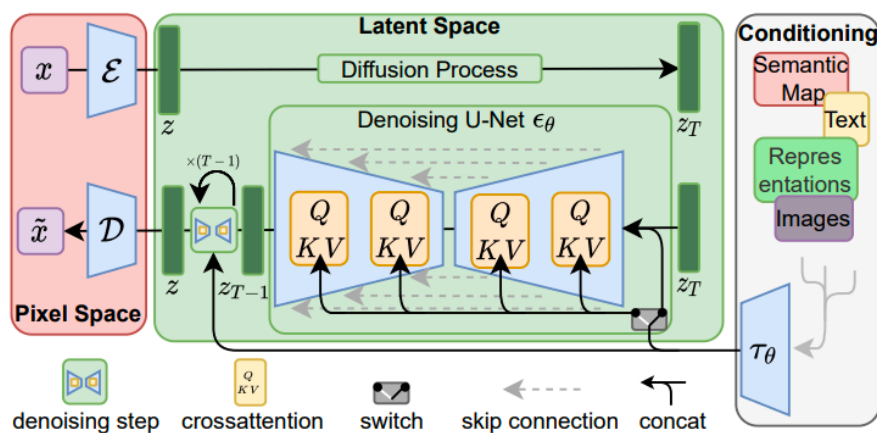 Latent Space
Conditioning
x
ℰ
z
Diffusion Process
z_T
Semantic
Map
Text
Repres
entations
Images
Denoising U-Net ϵ_θ
×(T−1)
Q
KV
Q
KV
Q
KV
Q
KV
x̃
𝒟
z
z_{T−1}
z_T
Pixel Space
τ_θ
Q
KV
denoising step
crossattention
switch
skip connection
concat